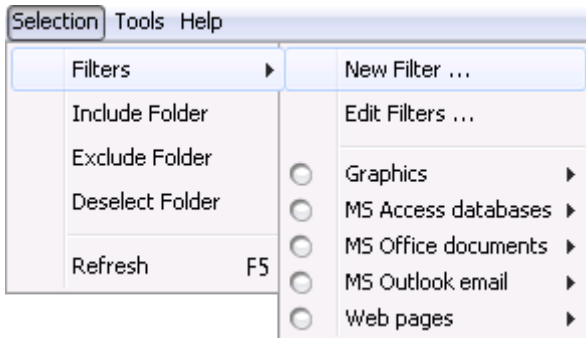 Selection Tools Help
Filters
Include Folder
Exclude Folder
Deselect Folder
Refresh F5
New Filter ...
Edit Filters ...
Graphics
MS Access databases
MS Office documents
MS Outlook email
Web pages